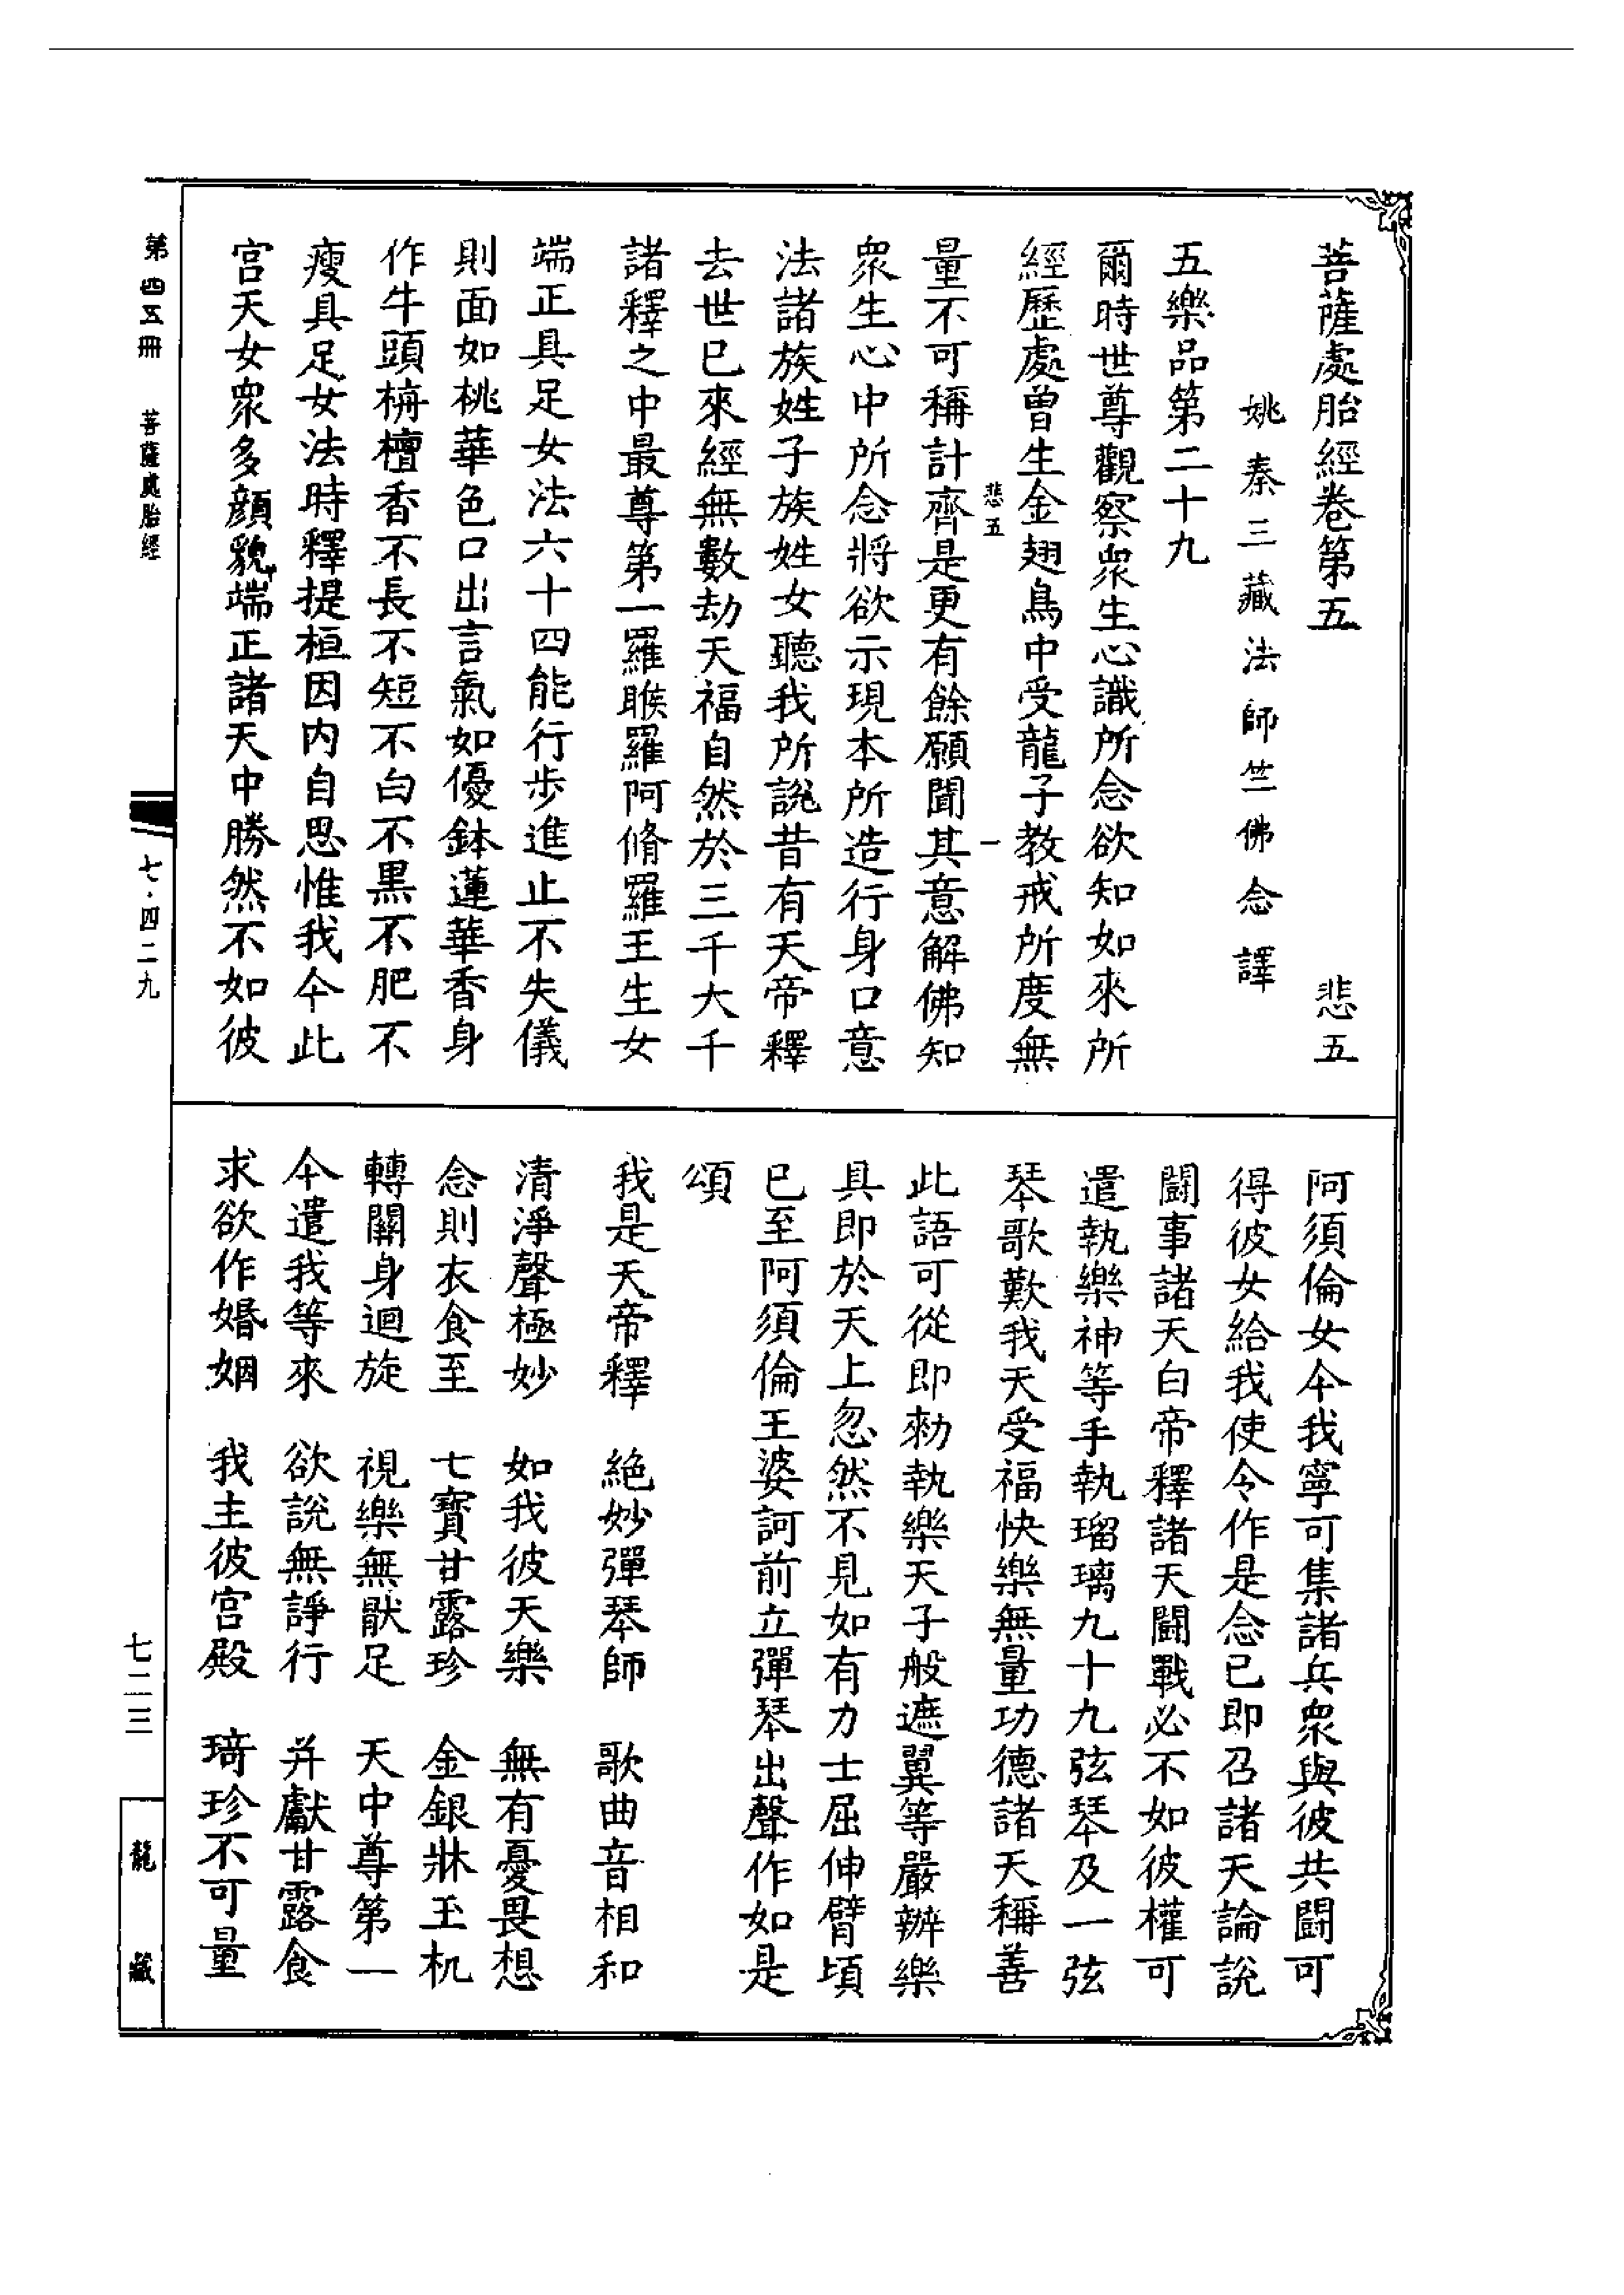 菩薩處胎經卷第五　悲五
姚秦三藏法師竺佛念譯
五樂品第二十九
爾時世尊觀察衆生心識所念欲知如來所
經歷處曾生金翅鳥中受龍子教戒所度無
悲五　一
量不可稱計齊是更有餘願聞其意解佛知
衆生心中所念將欲示現本所造行身口意
法諸族姓子族姓女聽我所說昔有天帝釋
去世已來經無數劫天福自然於三千大千
諸釋之中最尊第一羅睺羅阿脩羅王生女
端正具足女法六十四能行步進止不失儀
則面如桃華色口出言氣如優鉢蓮華香身
作牛頭栴檀香不長不短不白不黑不肥不
瘦具足女法時釋提桓因内自思惟我今此
宮天女衆多顏貌端正諸天中勝然不如彼
阿須倫女今我寧可集諸兵衆與彼共鬪可
得彼女給我使令作是念已即召諸天論說
鬪事諸天白帝釋諸天鬪戰必不如彼權可
遣執樂神等手執瑠璃九十九弦琴及一弦
琴歌歎我天受福快樂無量功德諸天稱善
此語可從即勑執樂天子般遮翼等嚴辦樂
具即於天上忽然不見如有力士屈伸臂頃
已至阿須倫王婆訶前立彈琴出聲作如是
頌
我是天帝釋　絶妙彈琴師　歌曲音相和
清淨聲極妙　如我彼天樂　無有憂畏想
念則衣食至　七寶甘露珍　金銀牀玉机
轉關身迴旋　視樂無猒足　天中尊第一
今遣我等來　欲說無諍行　并獻甘露食
求欲作婚姻　我主彼宮殿　琦珍不可量
第四五冊　菩薩處胎經　七·四二九　七二三　龍藏